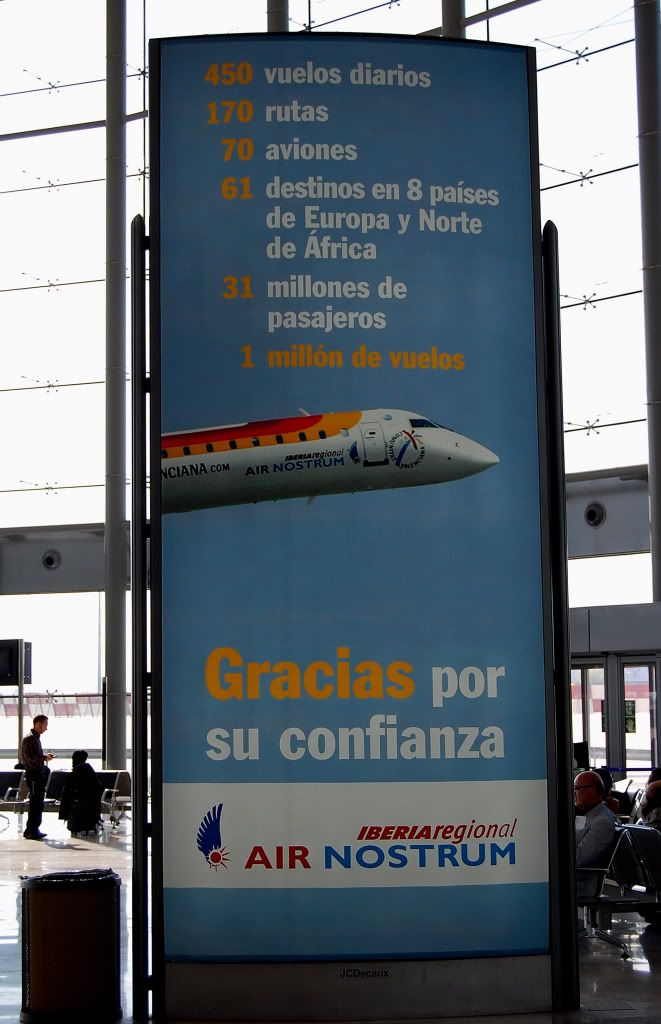 450 vuelos diarios
170 rutas
70 aviones
61 destinos en 8 países
de Europa y Norte
de África
31 millones de
pasajeros
1 millón de vuelos
NCIANA.COM
IBERIAregional
AIR NOSTRUM
Gracias por
su confianza
IBERIAregional
AIR NOSTRUM
JCDecaux